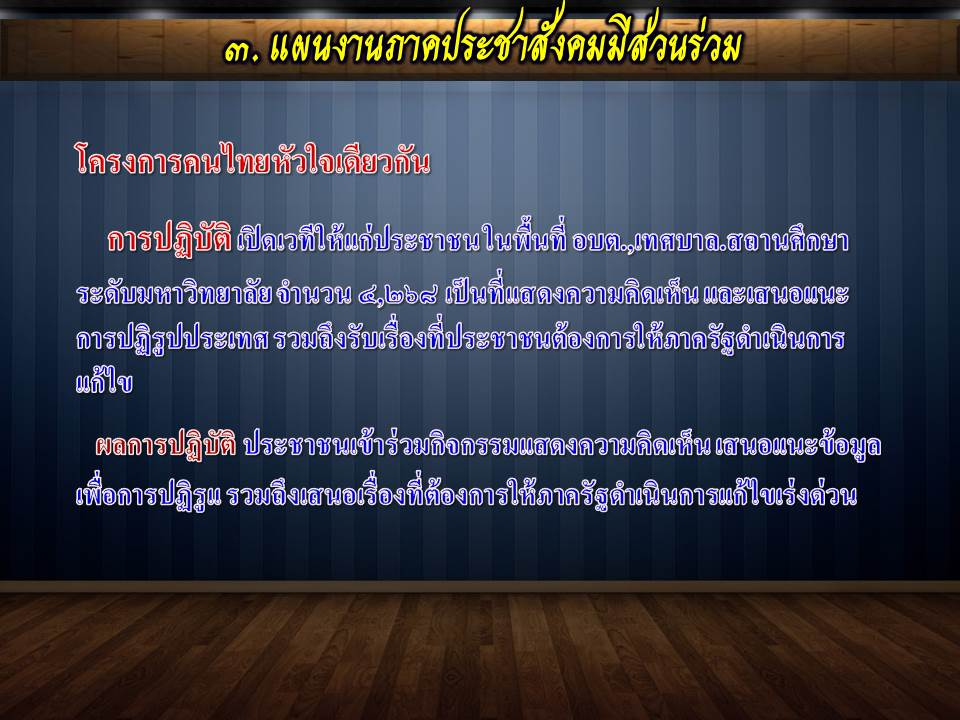 ๓. แผนงานภาคประชาสังคมมีส่วนร่วม
โครงการคนไทยหัวใจเดียวกัน
การปฏิบัติ เปิดเวทีให้แก่ประชาชนในพื้นที่ อบต.,เทศบาล.สถานศึกษา
ระดับมหาวิทยาลัย จำนวน ๔,๒๖๘ เป็นที่แสดงความคิดเห็น และเสนอแนะ
การปฏิรูปประเทศ รวมถึงรับเรื่องที่ประชาชนต้องการให้ภาครัฐดำเนินการ
แก้ไข
ผลการปฏิบัติ ประชาชนเข้าร่วมกิจกรรมแสดงความคิดเห็น เสนอแนะข้อมูล
เพื่อการปฏิรูแ รวมถึงเสนอเรื่องที่ต้องการให้ภาครัฐดำเนินการแก้ไขเร่งด่วน